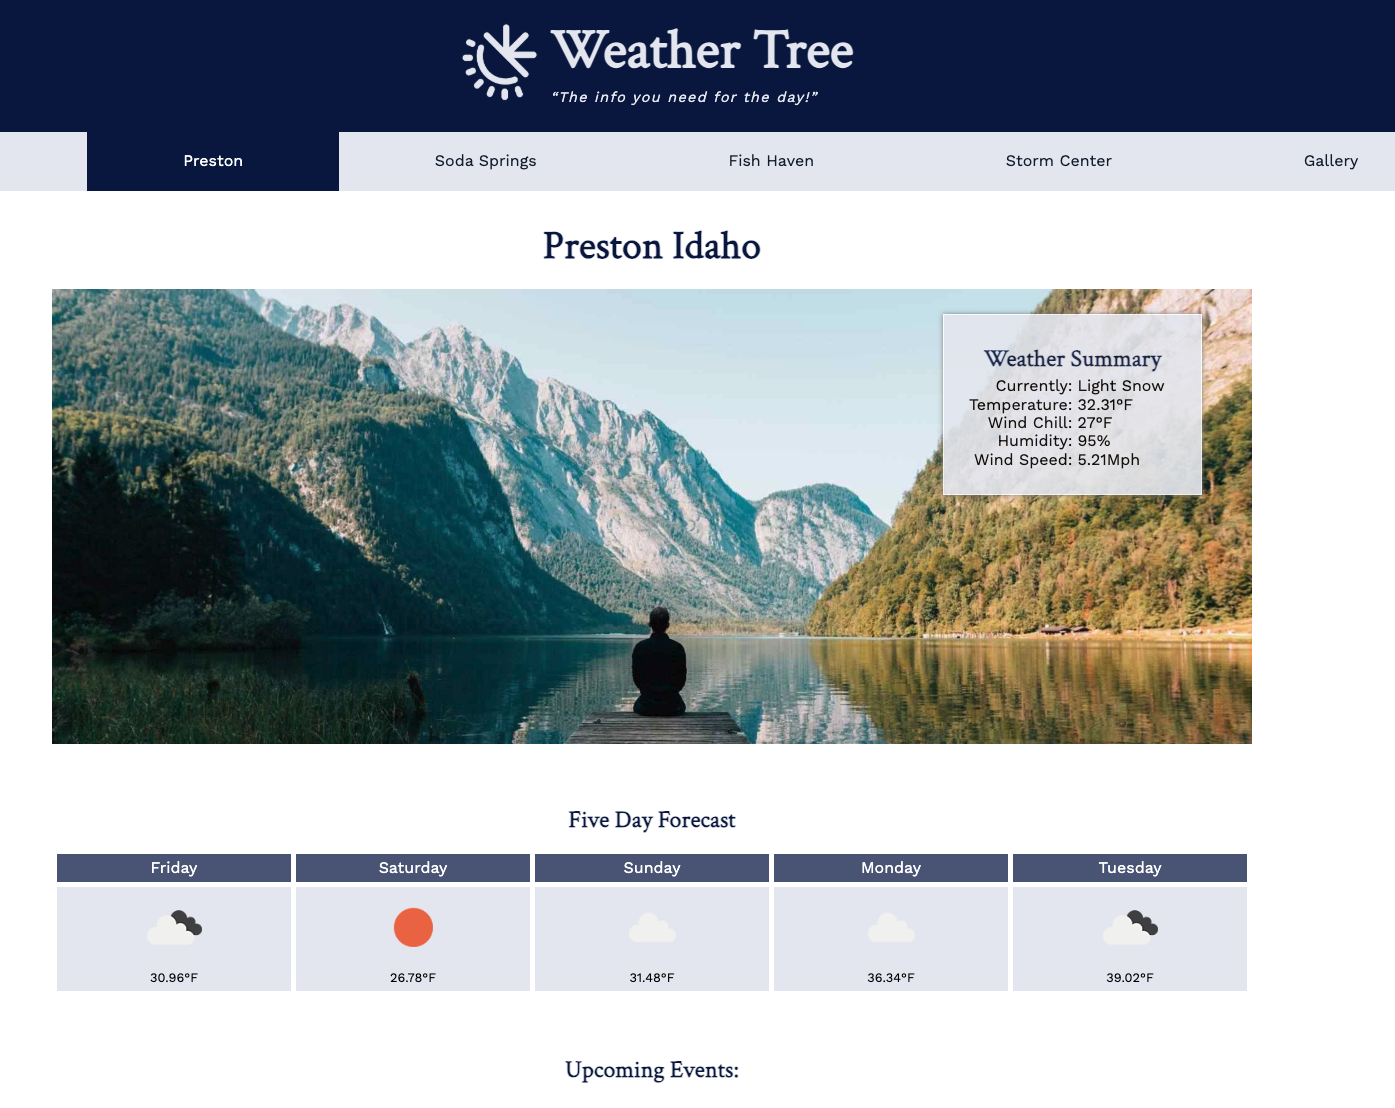 Weather Tree
“The info you need for the day!”
Preston
Soda Springs
Fish Haven
Storm Center
Gallery
Preston Idaho
Weather Summary
Currently: Light Snow
Temperature: 32.31°F
Wind Chill: 27°F
Humidity: 95%
Wind Speed: 5.21Mph
Five Day Forecast
Friday
Saturday
Sunday
Monday
Tuesday
30.96°F
26.78°F
31.48°F
36.34°F
39.02°F
Upcoming Events: